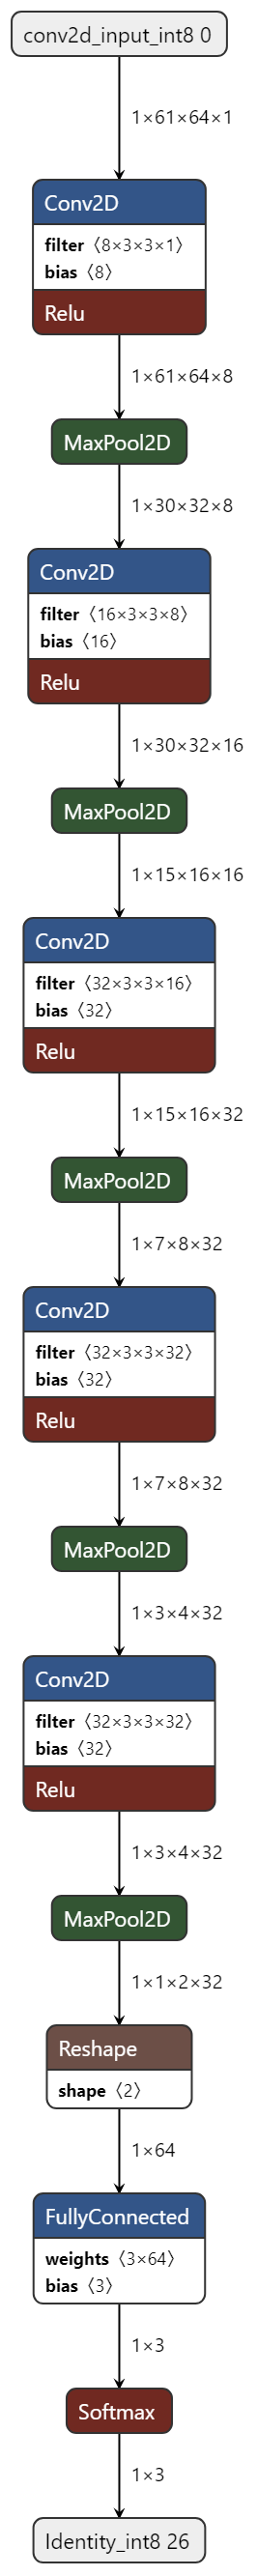 conv2d_input_int8 0
1×61×64×1
Conv2D
filter〈8×3×3×1〉
bias〈8〉
Relu
1×61×64×8
MaxPool2D
1×30×32×8
Conv2D
filter〈16×3×3×8〉
bias〈16〉
Relu
1×30×32×16
MaxPool2D
1×15×16×16
Conv2D
filter〈32×3×3×16〉
bias〈32〉
Relu
1×15×16×32
MaxPool2D
1×7×8×32
Conv2D
filter〈32×3×3×32〉
bias〈32〉
Relu
1×7×8×32
MaxPool2D
1×3×4×32
Conv2D
filter〈32×3×3×32〉
bias〈32〉
Relu
1×3×4×32
MaxPool2D
1×1×2×32
Reshape
shape〈2〉
1×64
FullyConnected
weights〈3×64〉
bias〈3〉
1×3
Softmax
1×3
Identity_int8 26